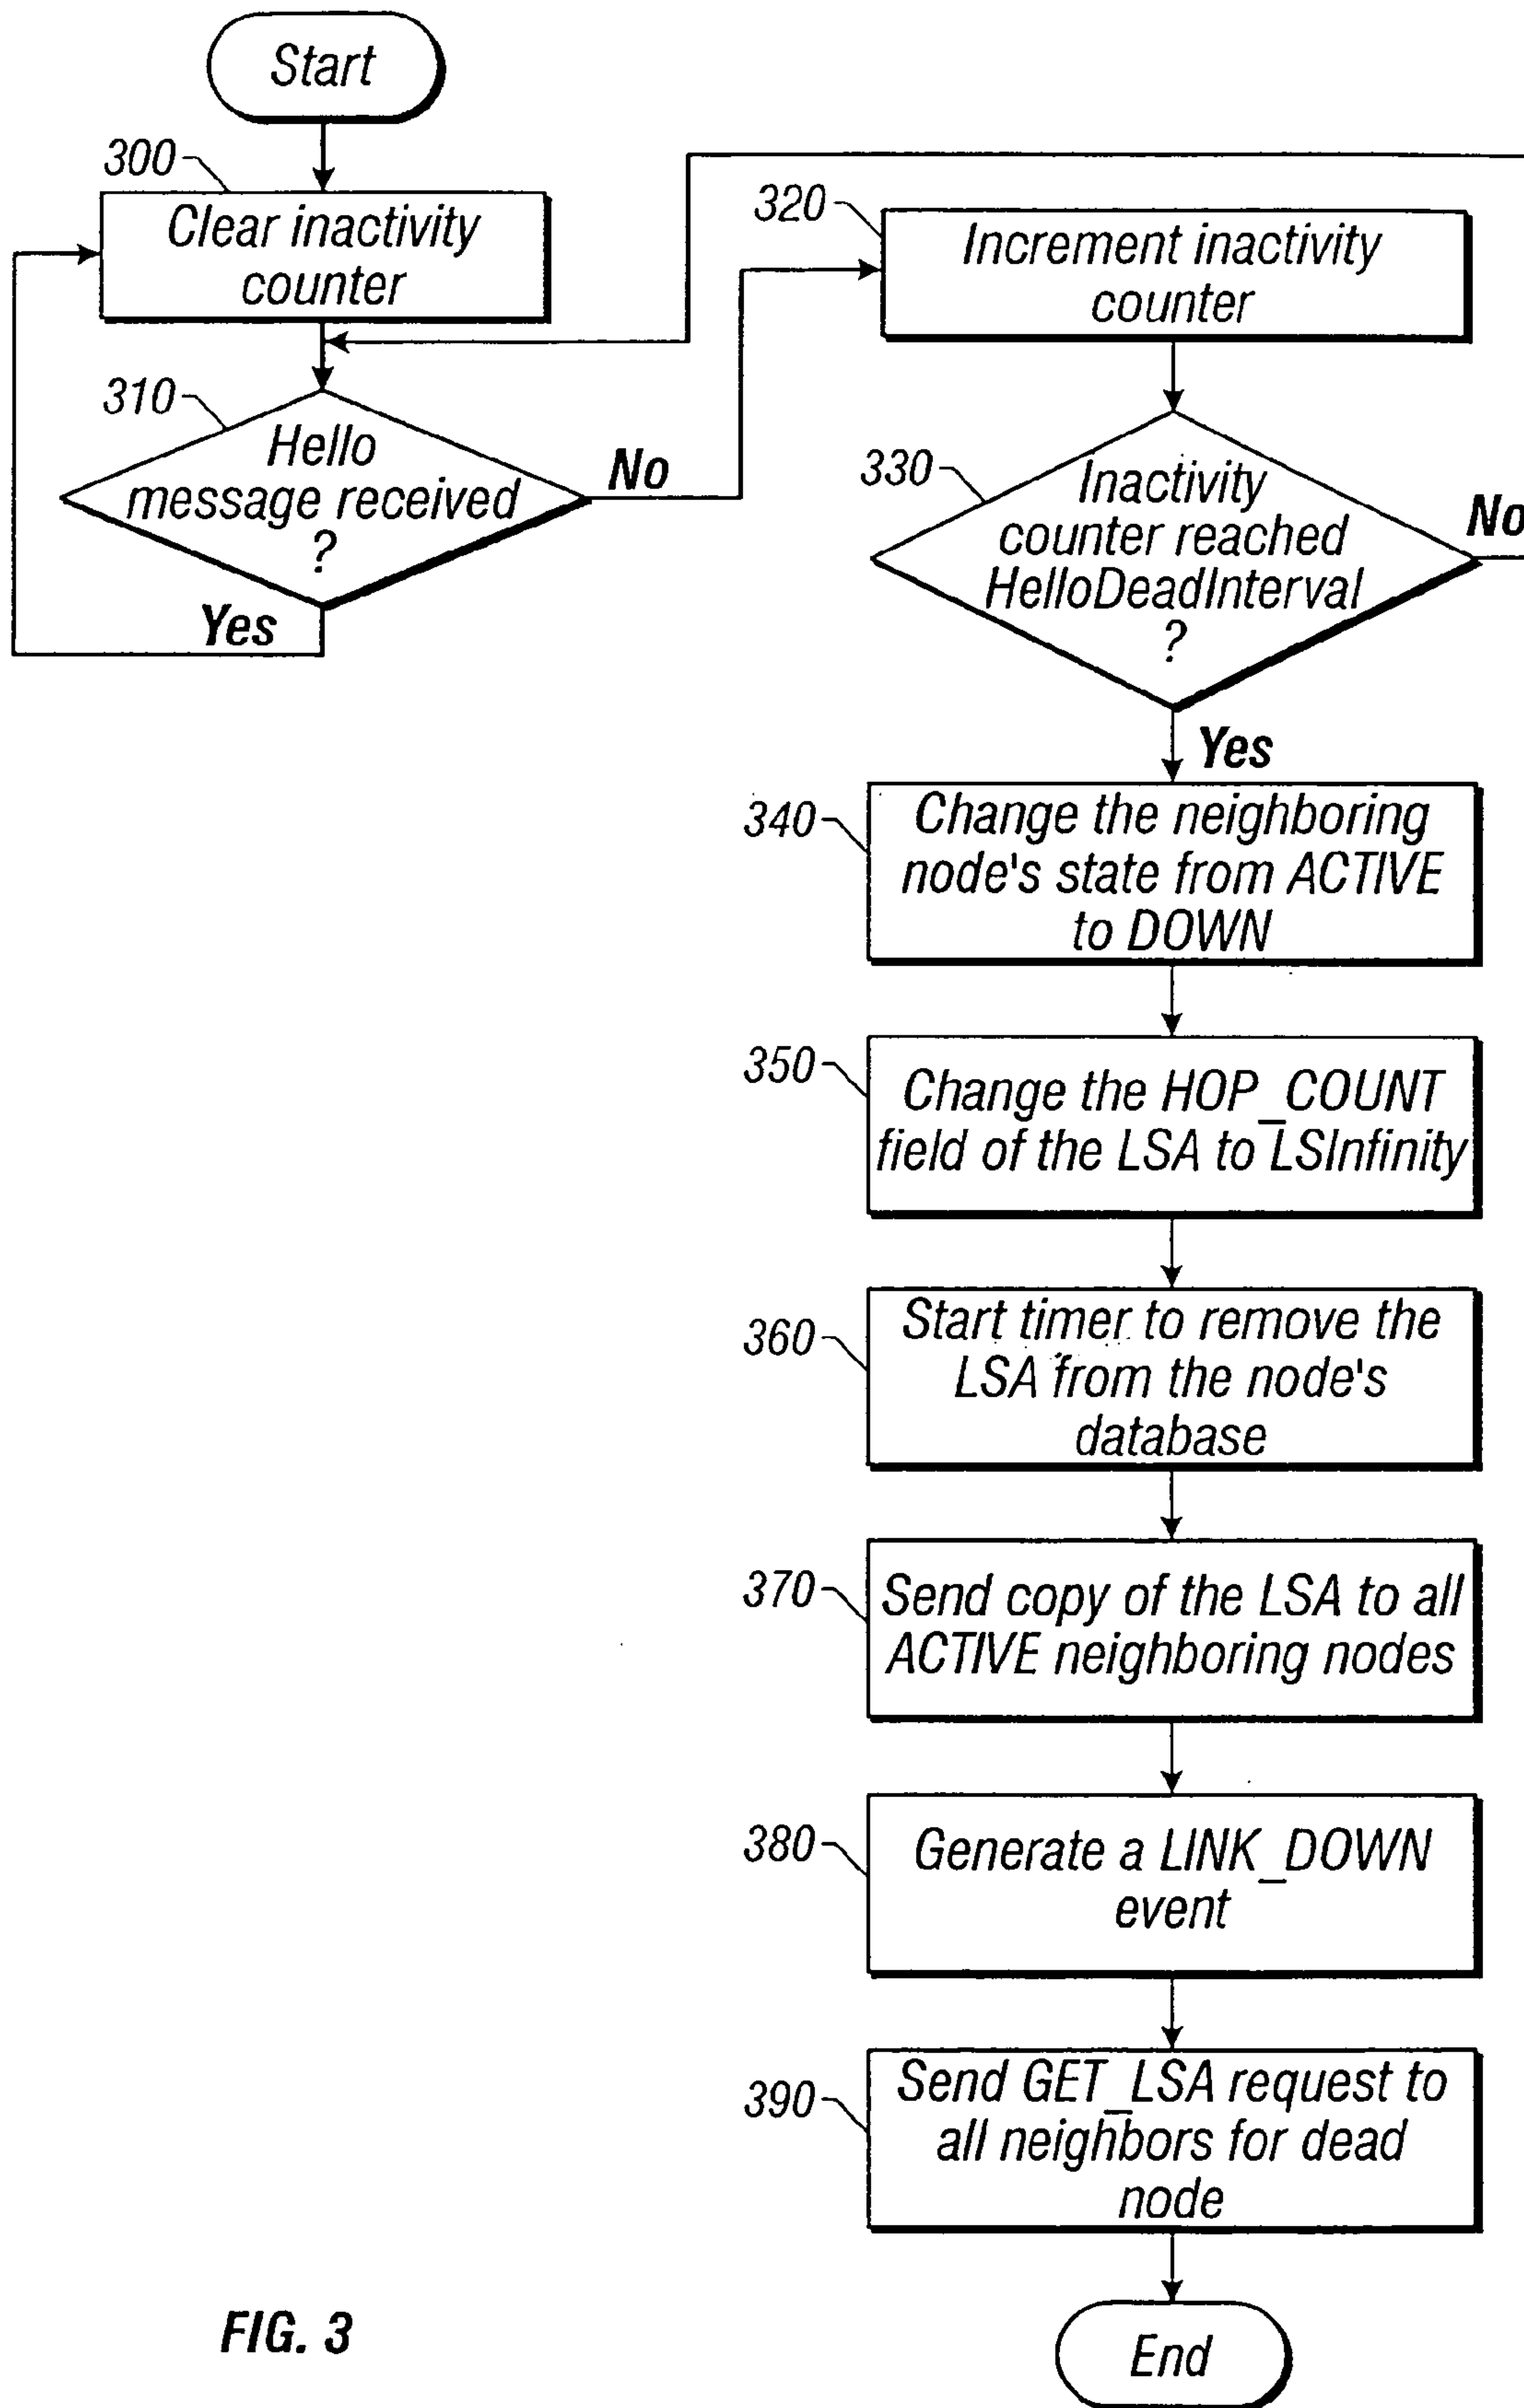 Start
300
Clear inactivity
counter
310
Hello
message received
?
No
Yes
320
Increment inactivity
counter
330
Inactivity
counter reached
HelloDeadInterval
?
No
Yes
340
Change the neighboring
node's state from ACTIVE
to DOWN
350
Change the HOP_COUNT
field of the LSA to LSInfinity
360
Start timer to remove the
LSA from the node's
database
370
Send copy of the LSA to all
ACTIVE neighboring nodes
380
Generate a LINK_DOWN
event
390
Send GET_LSA request to
all neighbors for dead
node
End
FIG. 3